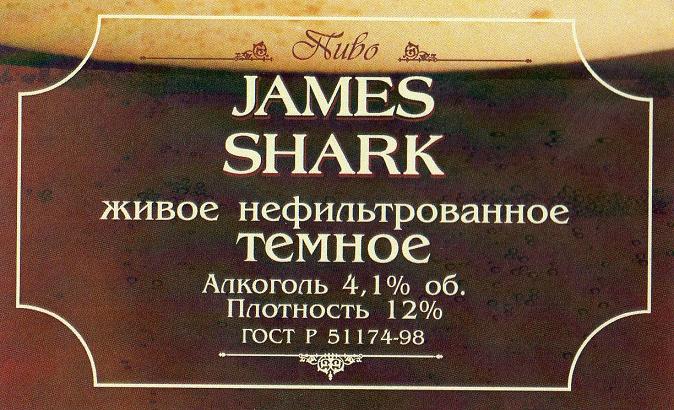 Пиво
JAMES
SHARK
живое нефильтрованное
темное
Алкоголь 4,1% об.
Плотность 12%
ГОСТ Р 51174-98